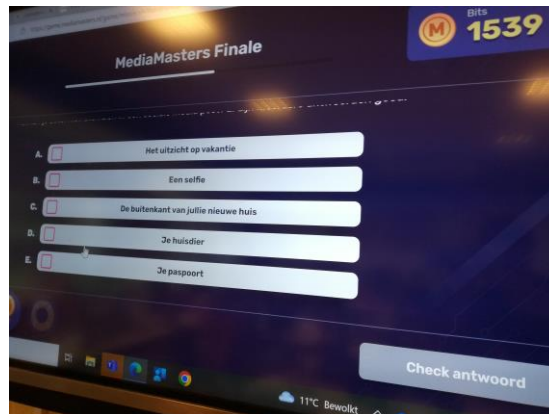 Bits
1539
MediaMasters Finale
A. Het uitzicht op vakantie
B. Een selfie
C. De buitenkant van jullie nieuwe huis
D. Je huisdier
E. Je paspoort
Check antwoord
11°C Bewolkt